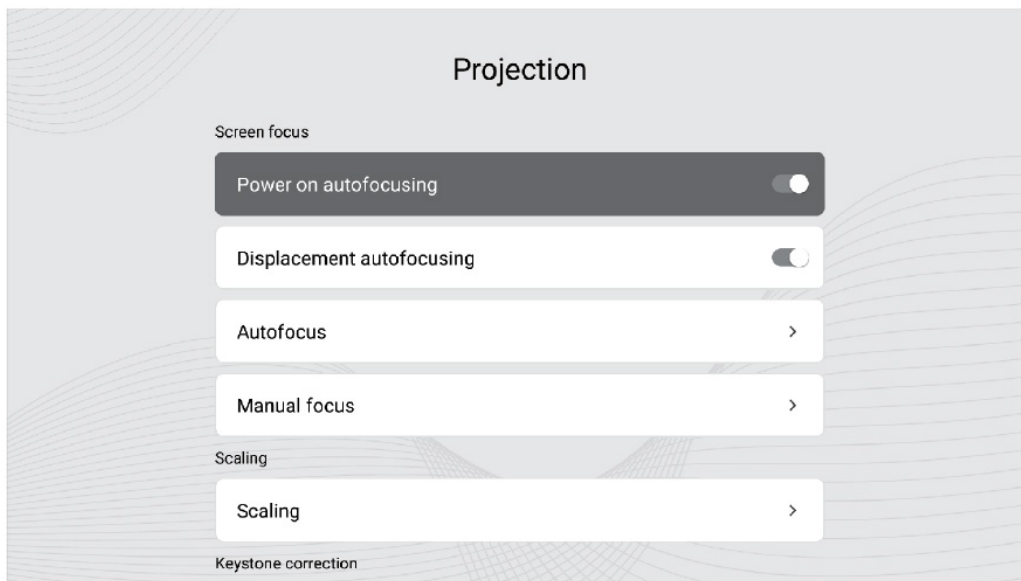 Projection
Screen focus
Power on autofocusing
Displacement autofocusing
Autofocus
Manual focus
Scaling
Scaling
Keystone correction